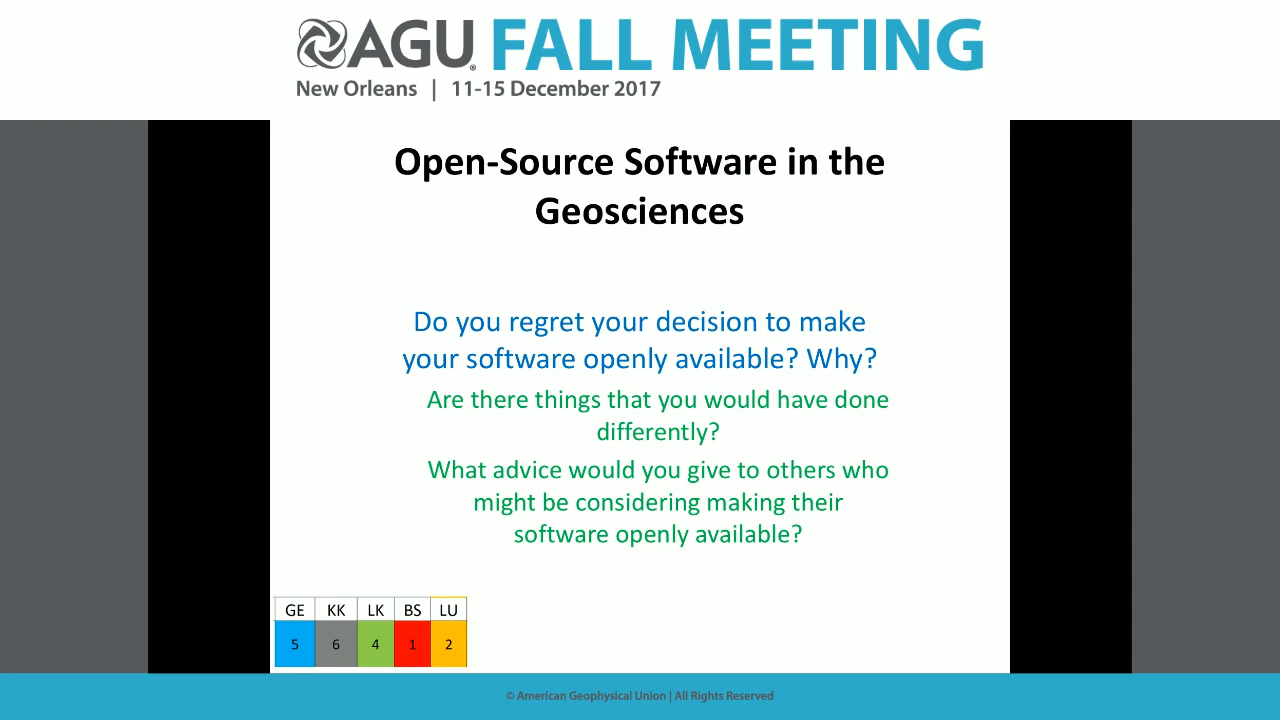 AGU FALL MEETING
New Orleans | 11-15 December 2017
Open-Source Software in the
Geosciences
Do you regret your decision to make
your software openly available? Why?
Are there things that you would have done
differently?
What advice would you give to others who
might be considering making their
software openly available?
GE KK LK BS LU
5 6 4 1 2
© American Geophysical Union | All Rights Reserved